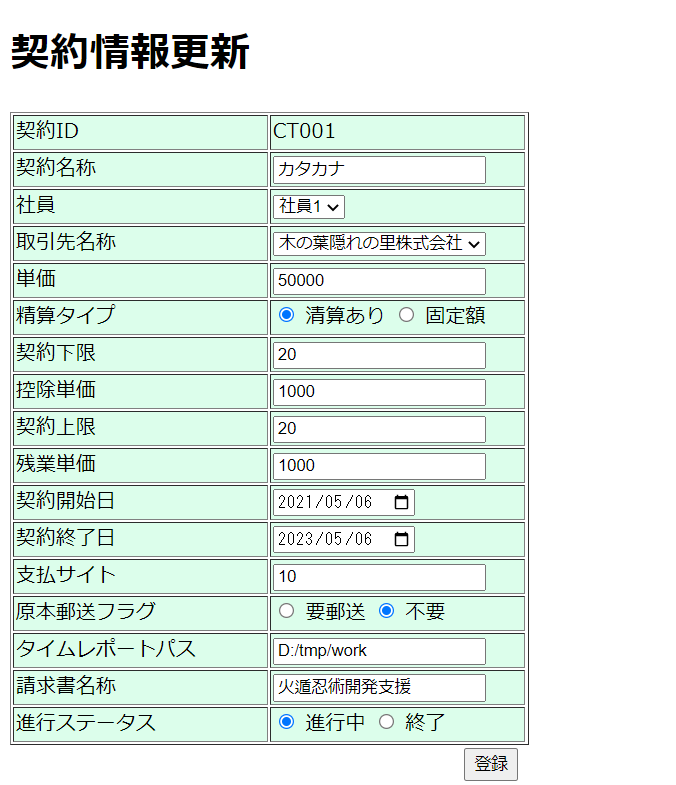 契約情報更新
契約ID CT001
契約名称 カタカナ
社員 社員1
取引先名称 木の葉隠れの里株式会社
単価 50000
精算タイプ 清算あり 固定額
契約下限 20
控除単価 1000
契約上限 20
残業単価 1000
契約開始日 2021/05/06
契約終了日 2023/05/06
支払サイト 10
原本郵送フラグ 要郵送 不要
タイムレポートパス D:/tmp/work
請求書名称 火遁忍術開発支援
進行ステータス 進行中 終了
登録